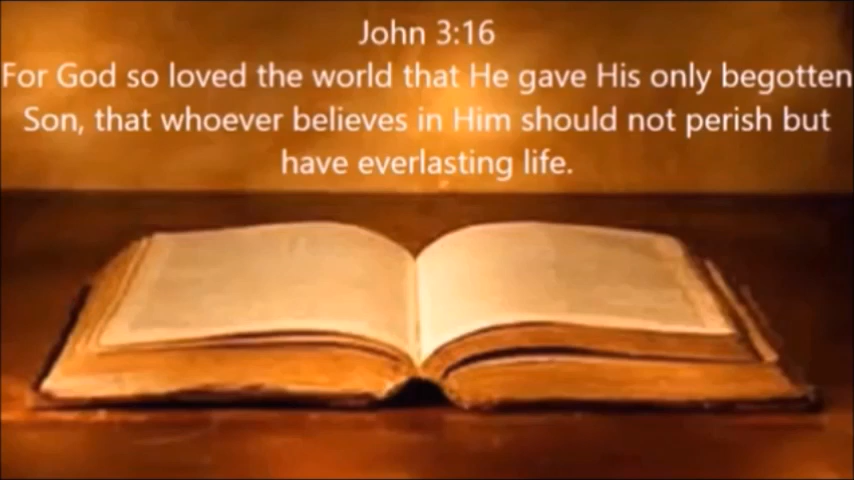 John 3:16
For God so loved the world that He gave His only begotten
Son, that whoever believes in Him should not perish but
have everlasting life.